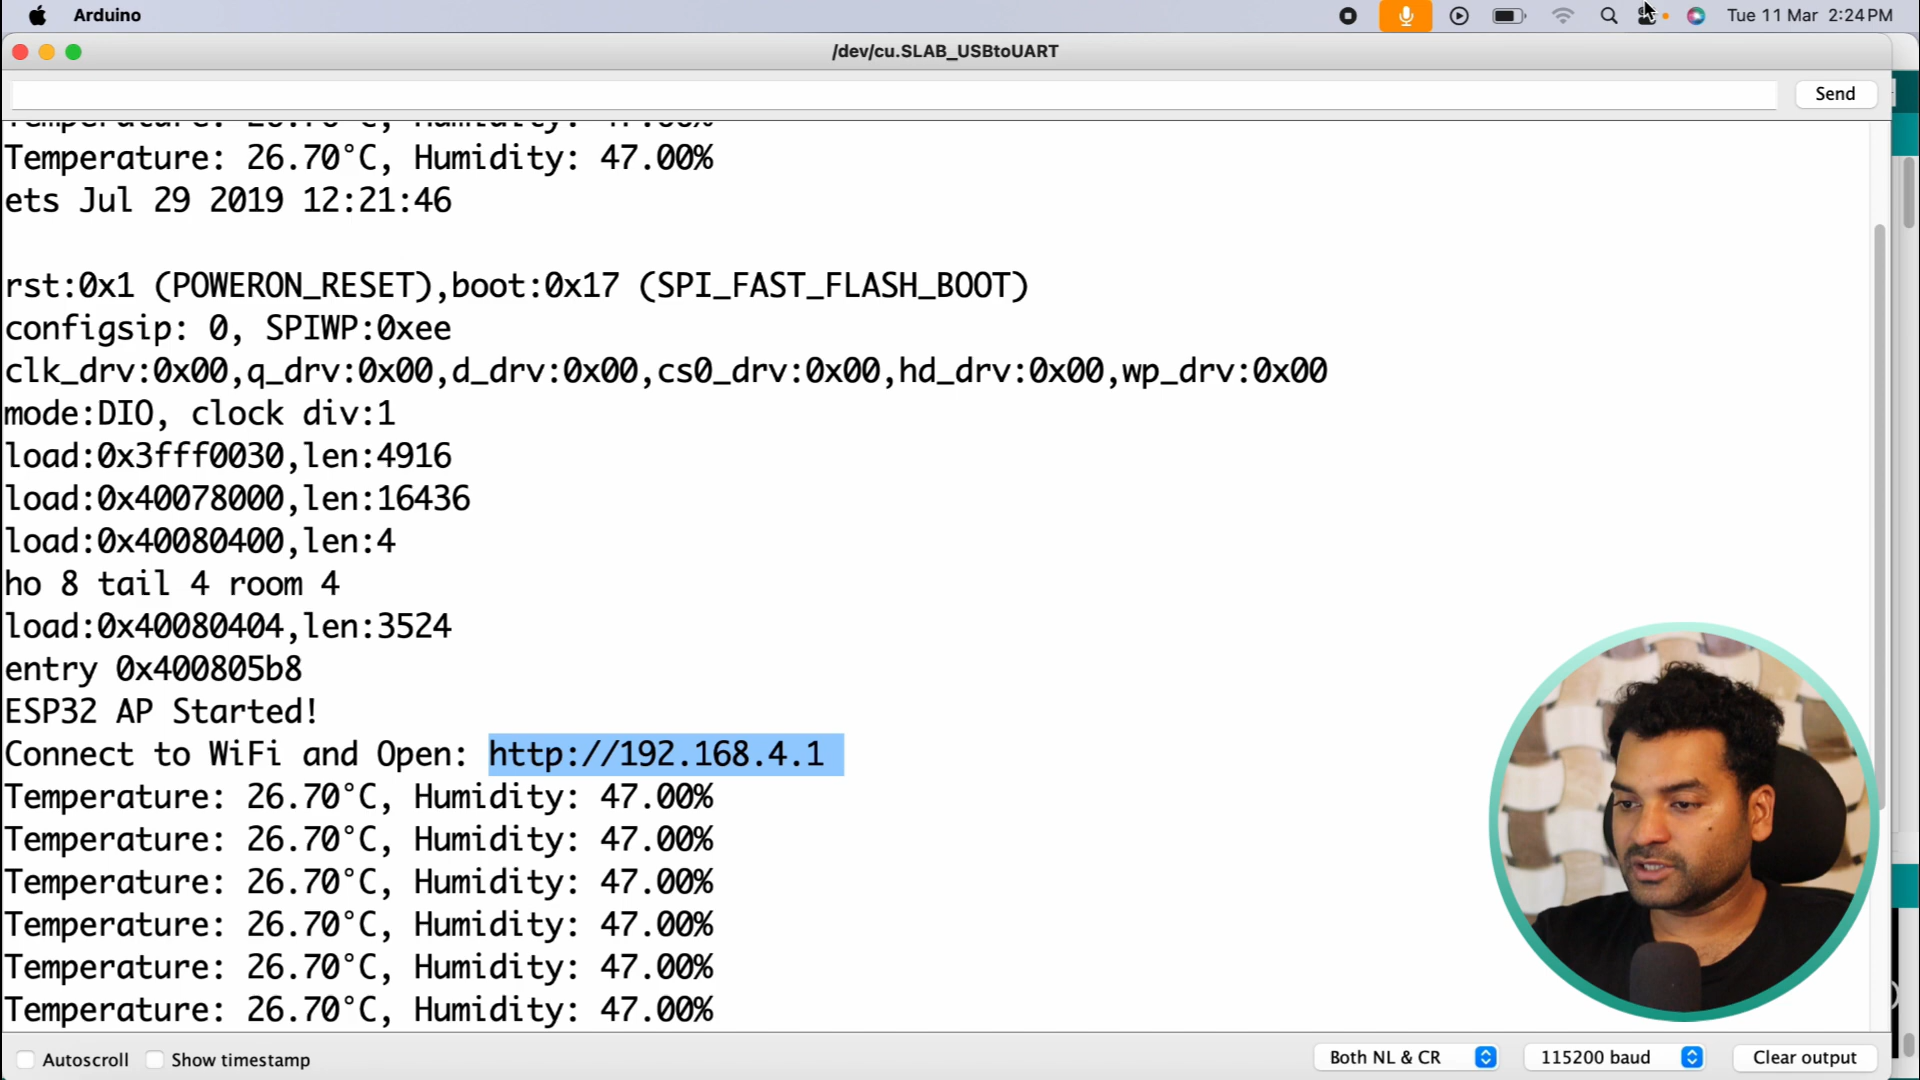 Arduino
Tue 11 Mar 2:24 PM
/dev/cu.SLAB_USBtoUART
Send
Temperature: 26.70°C, Humidity: 47.00%
ets Jul 29 2019 12:21:46
rst:0x1 (POWERON_RESET),boot:0x17 (SPI_FAST_FLASH_BOOT)
configsip: 0, SPIWP:0xee
clk_drv:0x00,q_drv:0x00,d_drv:0x00,cs0_drv:0x00,hd_drv:0x00,wp_drv:0x00
mode:DIO, clock div:1
load:0x3fff0030,len:4916
load:0x40078000,len:16436
load:0x40080400,len:4
ho 8 tail 4 room 4
load:0x40080404,len:3524
entry 0x400805b8
ESP32 AP Started!
Connect to WiFi and Open: http://192.168.4.1
Temperature: 26.70°C, Humidity: 47.00%
Temperature: 26.70°C, Humidity: 47.00%
Temperature: 26.70°C, Humidity: 47.00%
Temperature: 26.70°C, Humidity: 47.00%
Temperature: 26.70°C, Humidity: 47.00%
Temperature: 26.70°C, Humidity: 47.00%
Autoscroll
Show timestamp
Both NL & CR
115200 baud
Clear output